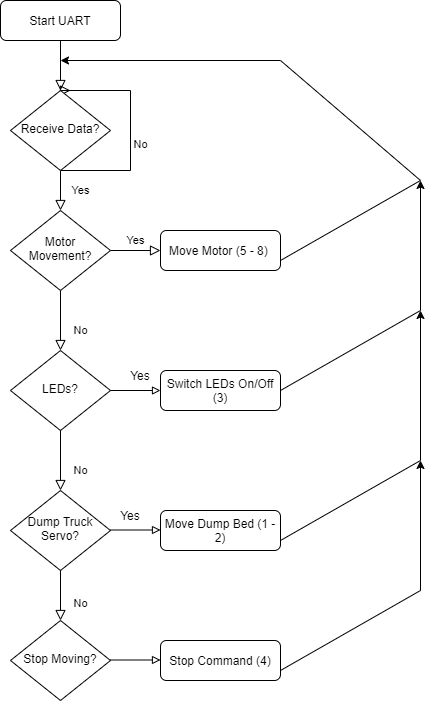 Start UART
Receive Data?
No
Yes
Motor
Movement?
Yes
Move Motor (5 - 8)
No
LEDs?
Yes
Switch LEDs On/Off
(3)
No
Dump Truck
Servo?
Yes
Move Dump Bed (1 -
2)
No
Stop Moving?
Stop Command (4)